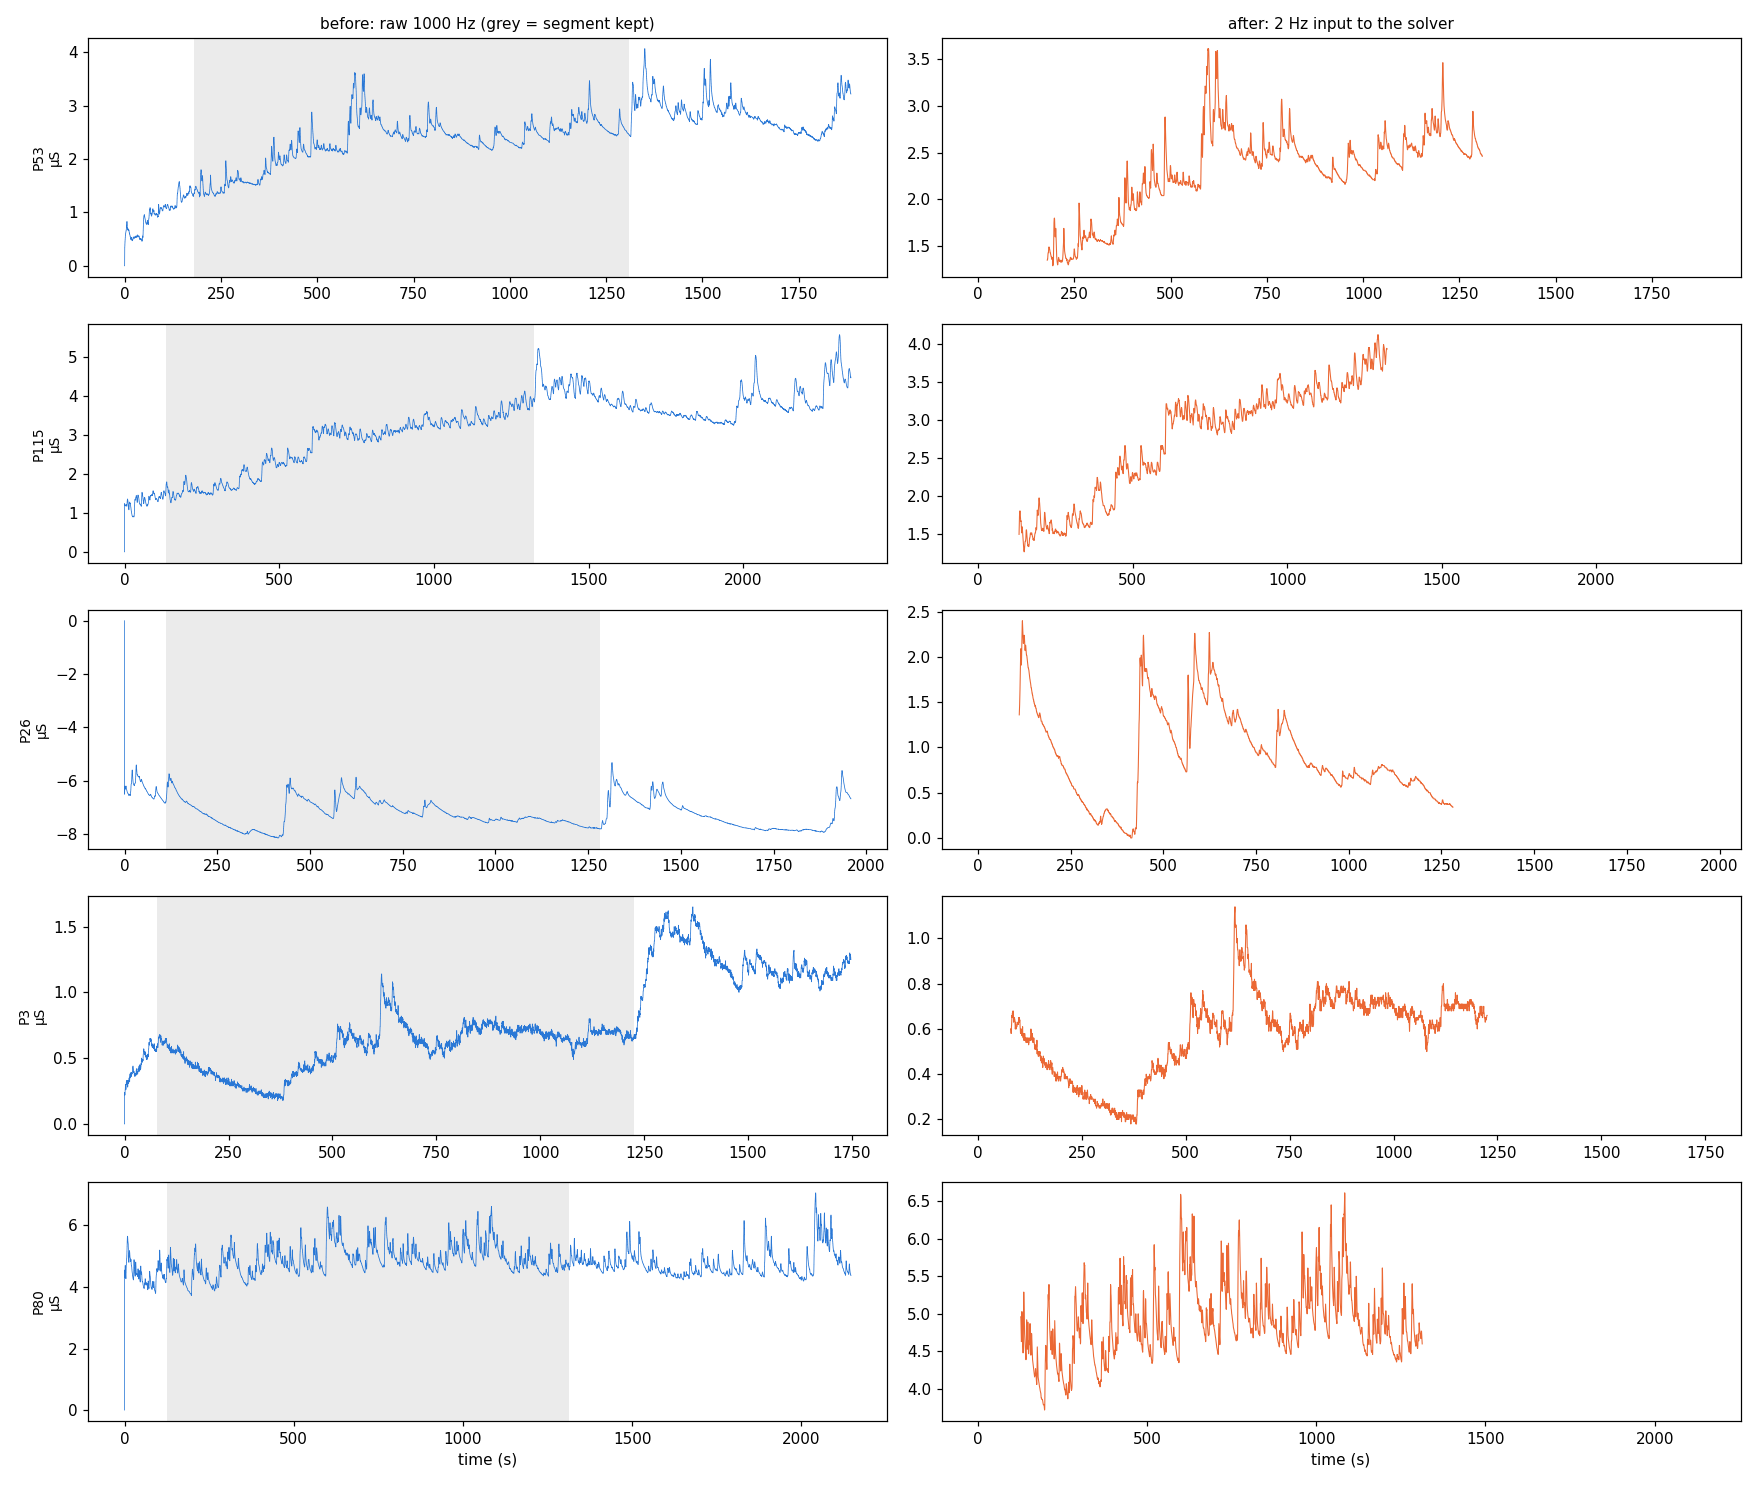 before: raw 1000 Hz (grey = segment kept)
after: 2 Hz input to the solver
P53
µS
4
3
2
1
0
0 250 500 750 1000 1250 1500 1750
3.5
3.0
2.5
2.0
1.5
0 250 500 750 1000 1250 1500 1750
P115
µS
5
4
3
2
1
0
0 500 1000 1500 2000
4.0
3.5
3.0
2.5
2.0
1.5
0 500 1000 1500 2000
P26
µS
0
−2
−4
−6
−8
0 250 500 750 1000 1250 1500 1750 2000
2.5
2.0
1.5
1.0
0.5
0.0
0 250 500 750 1000 1250 1500 1750 2000
P3
µS
1.5
1.0
0.5
0.0
0 250 500 750 1000 1250 1500 1750
1.0
0.8
0.6
0.4
0.2
0 250 500 750 1000 1250 1500 1750
P80
µS
6
4
2
0
0 500 1000 1500 2000
time (s)
6.5
6.0
5.5
5.0
4.5
4.0
0 500 1000 1500 2000
time (s)